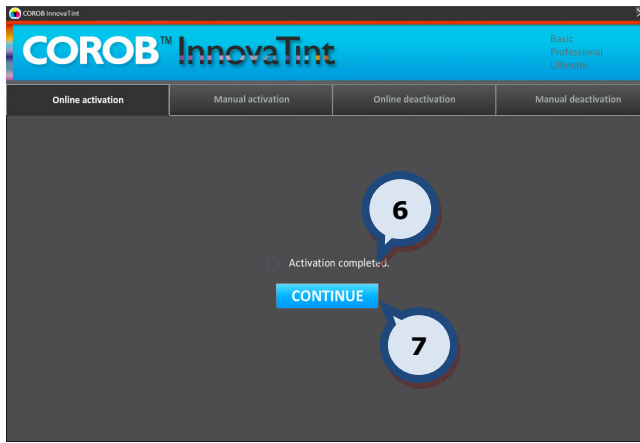 COROB InnovaTint
COROB™ InnovaTint
Basic
Professional
Ultimate
Online activation
Manual activation
Online deactivation
Manual deactivation
6
Activation completed.
CONTINUE
7